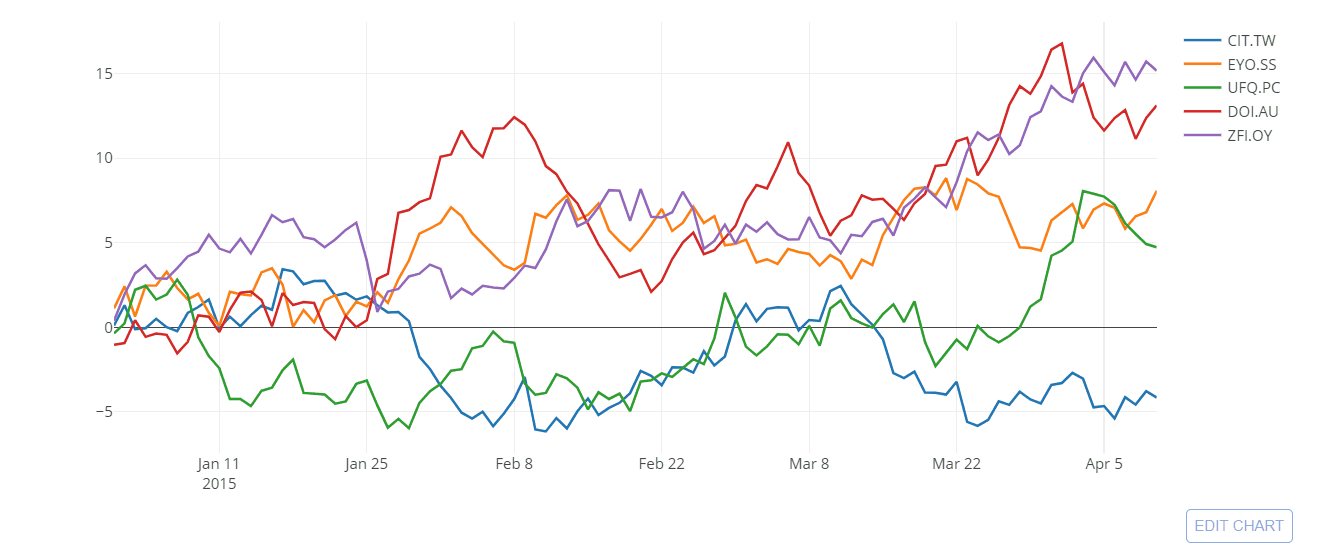 15
10
5
0
−5
Jan 11
2015
Jan 25
Feb 8
Feb 22
Mar 8
Mar 22
Apr 5
CIT.TW
EYO.SS
UFQ.PC
DOI.AU
ZFI.OY
EDIT CHART